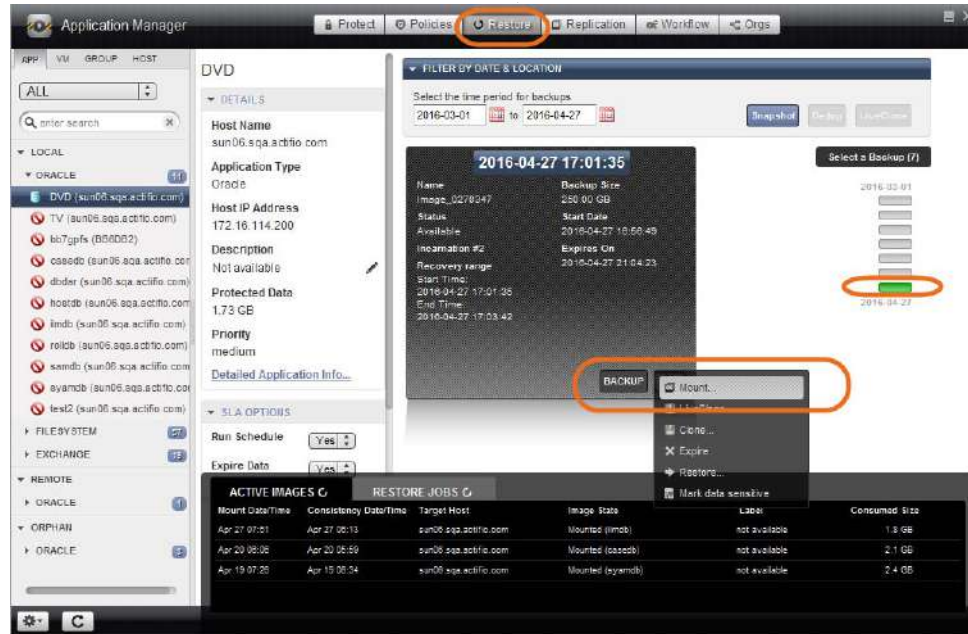 Application Manager
Protect
Policies
Restore
Replication
Workflow
Orgs
APP VM GROUP HOST
ALL
enter search
LOCAL
ORACLE
DVD (sun06.sqa.actifio.com)
TV (sun06.sqa.actifio.com)
bb7gpfs (BB6DB2)
casedb (sun06.sqa.actifio.com
dbdar (sun06.sqa.actifio.com)
hostdb (sun06.sqa.actifio.com
imdb (sun06.sqa.actifio.com)
rolldb (sun06.sqa.actifio.com)
samdb (sun06.sqa.actifio.com
syamdb (sun06.sqa.actifio.co
test2 (sun06.sqa.actifio.com)
FILESYSTEM
EXCHANGE
REMOTE
ORACLE 1
ORPHAN
ORACLE
DVD
DETAILS
Host Name
sun06.sqa.actifio.com
Application Type
Oracle
Host IP Address
172.16.114.200
Description
Not available
Protected Data
1.73 GB
Priority
medium
Detailed Application Info...
SLA OPTIONS
Run Schedule Yes
Expire Data Yes
FILTER BY DATE & LOCATION
Select the time period for backups
2016-03-01 to 2016-04-27
Snapshot Dedup LiveClone
2016-04-27 17:01:35
Name Backup Size
Image_0278347 250.00 GB
Status Start Date
Available 2016-04-27 16:56:49
Incarnation #2 Expires On
Recovery range 2016-04-27 21:04:23
Start Time:
2016-04-27 17:01:35
End Time:
2016-04-27 17:03:42
BACKUP
Mount...
LiveClone...
Clone...
Expire
Restore...
Mark data sensitive
Select a Backup (7)
2016-03-01
2016-04-27
ACTIVE IMAGES
RESTORE JOBS
Mount Date/Time Consistency Date/Time Target Host Image State Label Consumed Size
Apr 27 07:51 Apr 27 06:13 sun06.sqa.actifio.com Mounted (limdb) not available 1.8 GB
Apr 20 06:06 Apr 20 05:59 sun06.sqa.actifio.com Mounted (casedb) not available 2.1 GB
Apr 19 07:26 Apr 15 08:34 sun06.sqa.actifio.com Mounted (syamdb) not available 2.4 GB